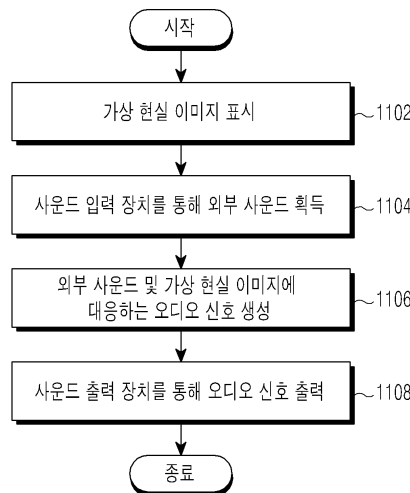 시작
가상 현실 이미지 표시
1102
사운드 입력 장치를 통해 외부 사운드 획득
1104
외부 사운드 및 가상 현실 이미지에
대응하는 오디오 신호 생성
1106
사운드 출력 장치를 통해 오디오 신호 출력
1108
종료